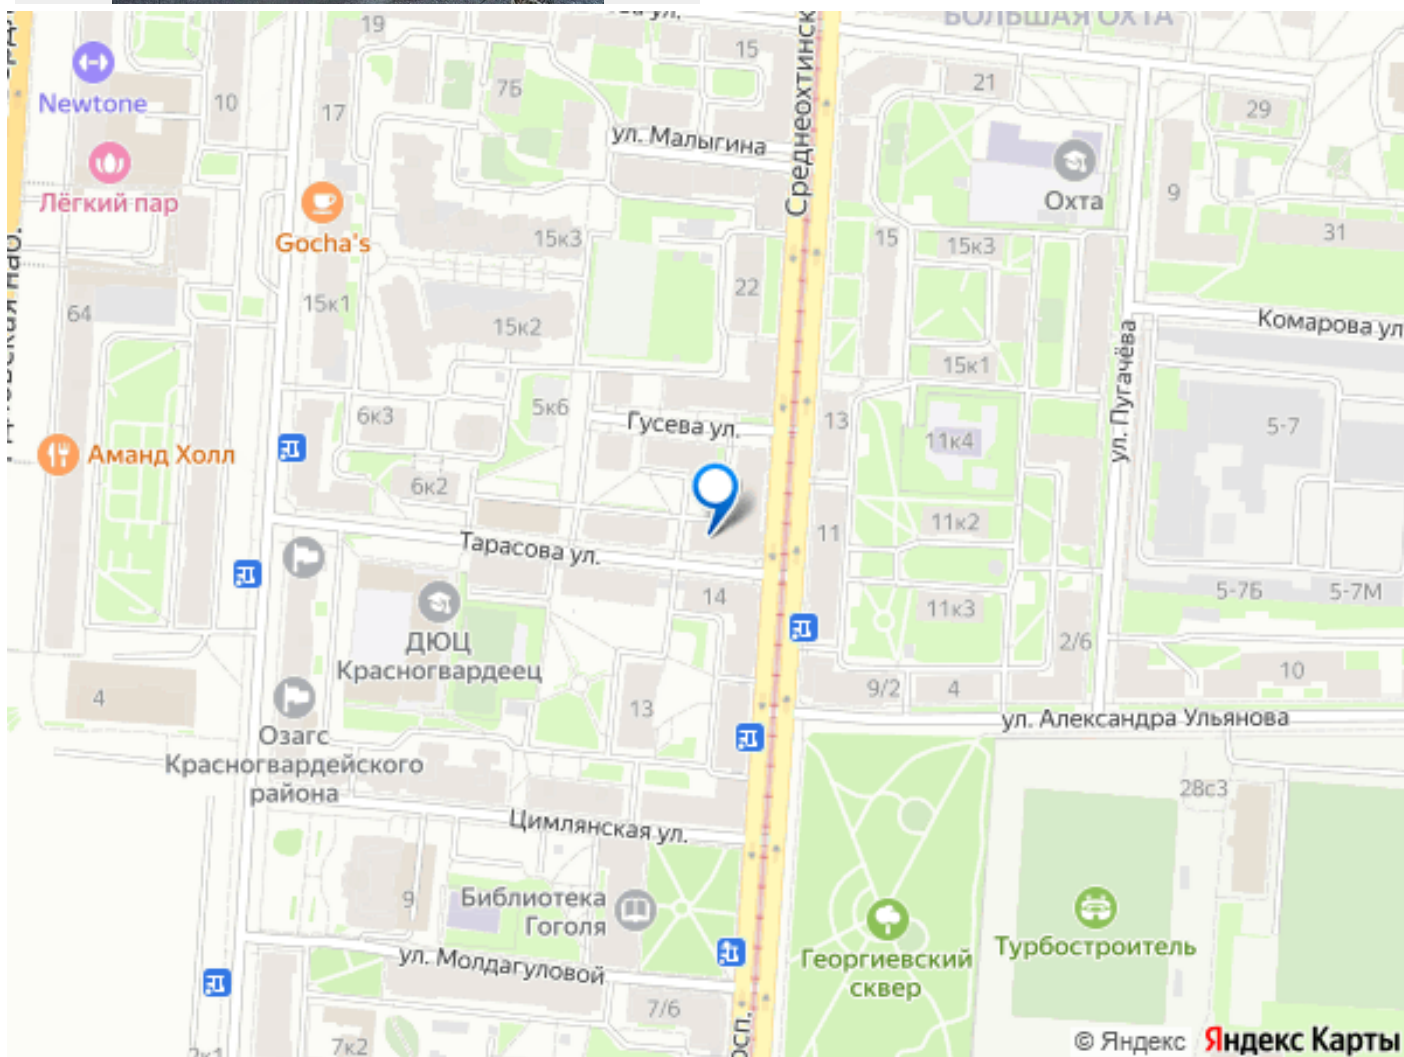 19
15
БОЛЬШАЯ ОХТА
Newtone
10
17
7Б
ул. Малыгина
Среднеохтинск
21
29
Лёгкий пар
Gocha's
Охта
9
31
15к3
15
15к3
64
15к1
15к2
22
Комарова ул
15к1
ул. Пугачёва
6к3
5к6
Гусева ул.
13
11к4
5-7
Аманд Холл
6к2
11
11к2
Тарасова ул.
14
11к3
5-7Б
5-7М
ДЮЦ
Красногвардеец
2/6
4
13
9/2
4
10
ул. Александра Ульянова
Озагс
Красногвардейского
района
28с3
Цимлянская ул.
9
Библиотека
Гоголя
Георгиевский
сквер
Турбостроитель
ул. Молдагуловой
7/6
7к2
2к1
© Яндекс Яндекс Карты